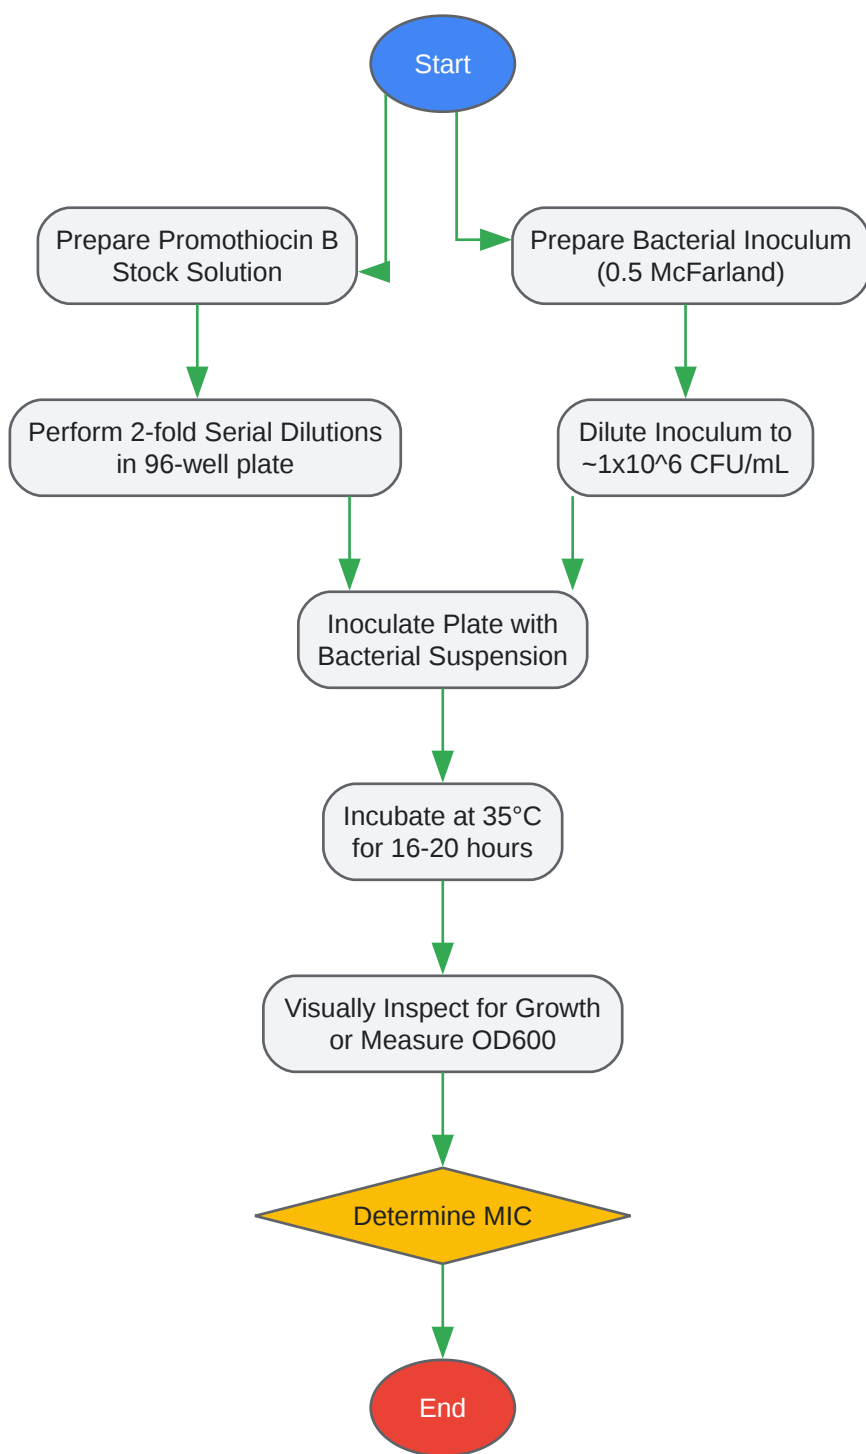 Start
Prepare Promothiocin B
Stock Solution
Prepare Bacterial Inoculum
(0.5 McFarland)
Perform 2-fold Serial Dilutions
in 96-well plate
Dilute Inoculum to
~1x10^6 CFU/mL
Inoculate Plate with
Bacterial Suspension
Incubate at 35°C
for 16-20 hours
Visually Inspect for Growth
or Measure OD600
Determine MIC
End